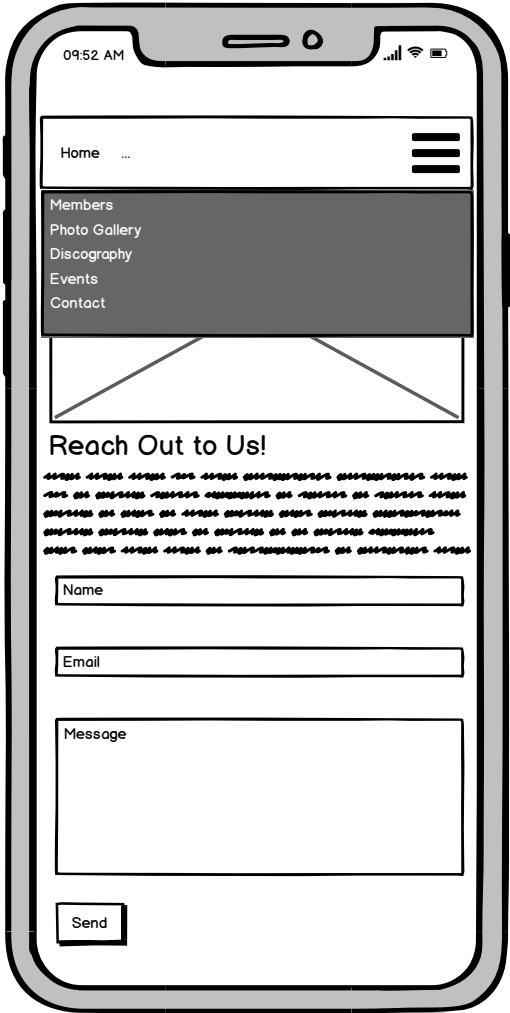 09:52 AM
Home ...
Members
Photo Gallery
Discography
Events
Contact
Reach Out to Us!
Name
Email
Message
Send